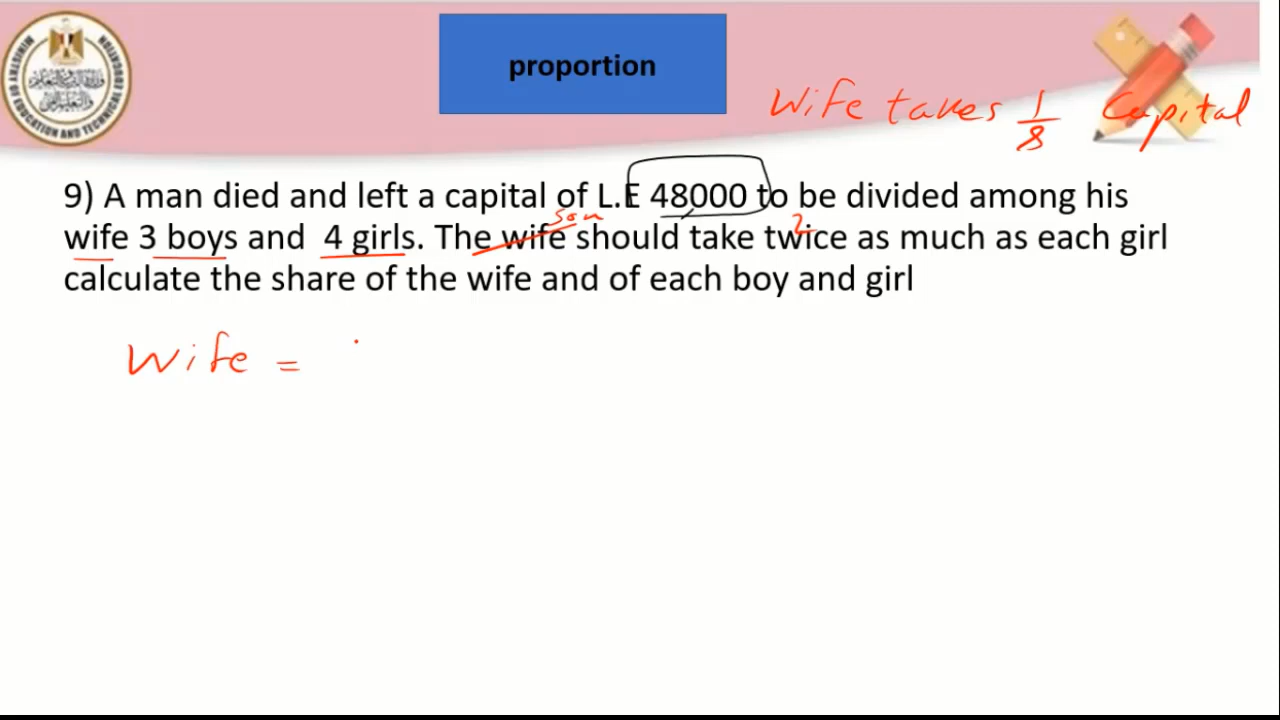 proportion
Wife takes 1/8 Capital
9) A man died and left a capital of L.E 48000 to be divided among his
son 2
wife 3 boys and 4 girls. The wife should take twice as much as each girl
calculate the share of the wife and of each boy and girl
Wife =